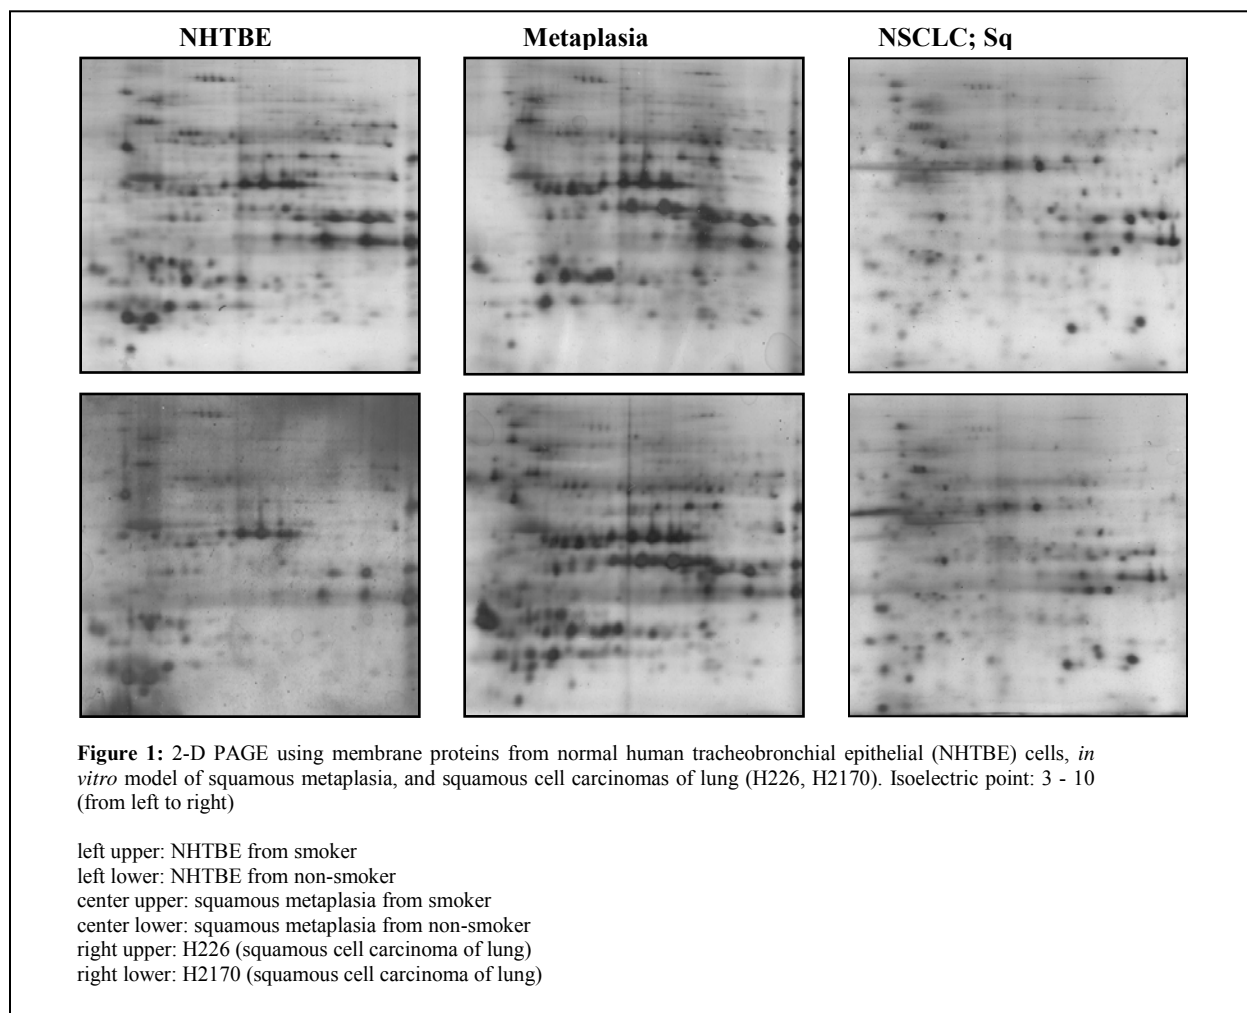 NHTBE Metaplasia NSCLC; Sq
Figure 1: 2-D PAGE using membrane proteins from normal human tracheobronchial epithelial (NHTBE) cells, in
vitro model of squamous metaplasia, and squamous cell carcinomas of lung (H226, H2170). Isoelectric point: 3 - 10
(from left to right)
left upper: NHTBE from smoker
left lower: NHTBE from non-smoker
center upper: squamous metaplasia from smoker
center lower: squamous metaplasia from non-smoker
right upper: H226 (squamous cell carcinoma of lung)
right lower: H2170 (squamous cell carcinoma of lung)